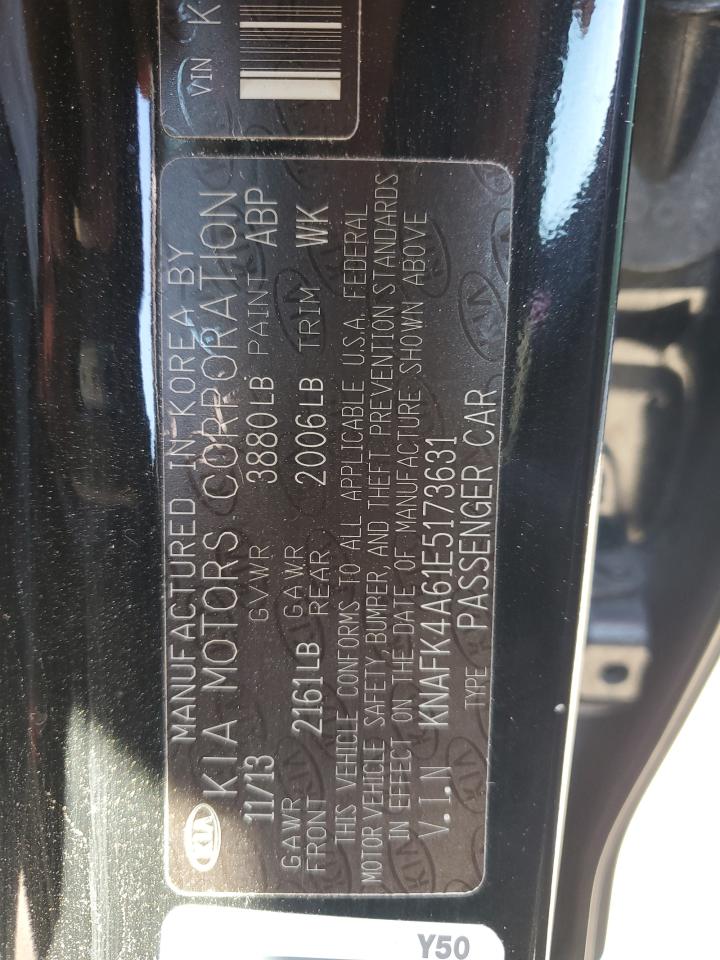 VIN K
MANUFACTURED IN KOREA BY
KIA KIA MOTORS CORPORATION
11/13 GVWR 3880LB PAINT ABP
GAWR FRONT 2161LB GAWR REAR 2006LB TRIM WK
THIS VEHICLE CONFORMS TO ALL APPLICABLE U.S.A. FEDERAL
MOTOR VEHICLE SAFETY, BUMPER, AND THEFT PREVENTION STANDARDS
IN EFFECT ON THE DATE OF MANUFACTURE SHOWN ABOVE
V.I.N KNAFK4A61E5173631
TYPE PASSENGER CAR
Y50